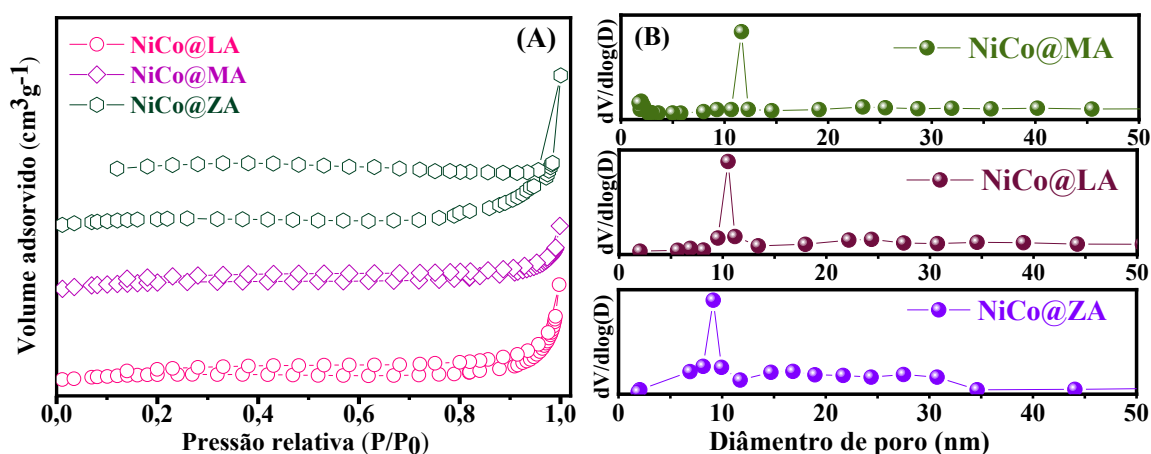 (A)
NiCo@LA
NiCo@MA
NiCo@ZA
Volume adsorvido (cm³g⁻¹)
0,0 0,2 0,4 0,6 0,8 1,0
Pressão relativa (P/P0)
(B)
NiCo@MA
dV/dlog(D)
0 10 20 30 40 50
NiCo@LA
dV/dlog(D)
0 10 20 30 40 50
NiCo@ZA
dV/dlog(D)
0 10 20 30 40 50
Diâmentro de poro (nm)